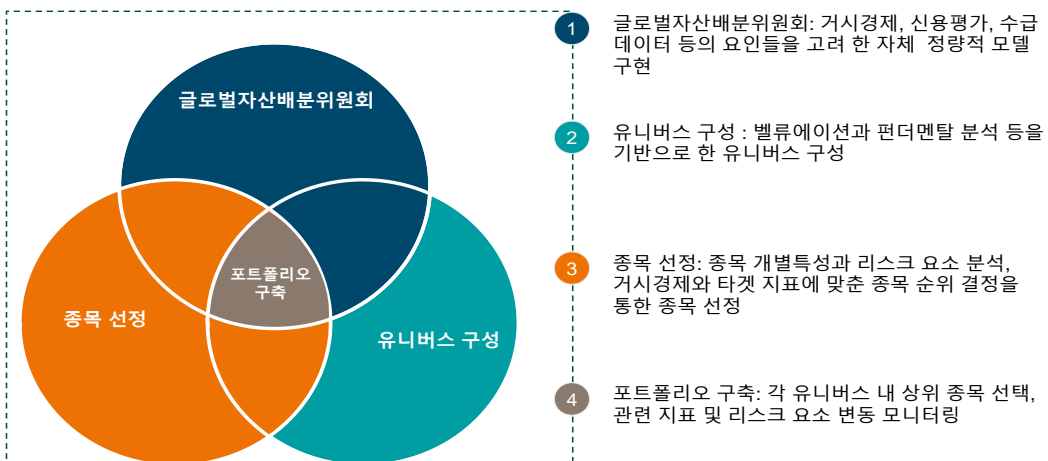 글로벌자산배분위원회
포트폴리오
구축
종목 선정
유니버스 구성
1
글로벌자산배분위원회: 거시경제, 신용평가, 수급
데이터 등의 요인들을 고려 한 자체 정량적 모델
구현
2
유니버스 구성 : 벨류에이션과 펀더멘탈 분석 등을
기반으로 한 유니버스 구성
3
종목 선정: 종목 개별특성과 리스크 요소 분석,
거시경제와 타겟 지표에 맞춘 종목 순위 결정을
통한 종목 선정
4
포트폴리오 구축: 각 유니버스 내 상위 종목 선택,
관련 지표 및 리스크 요소 변동 모니터링